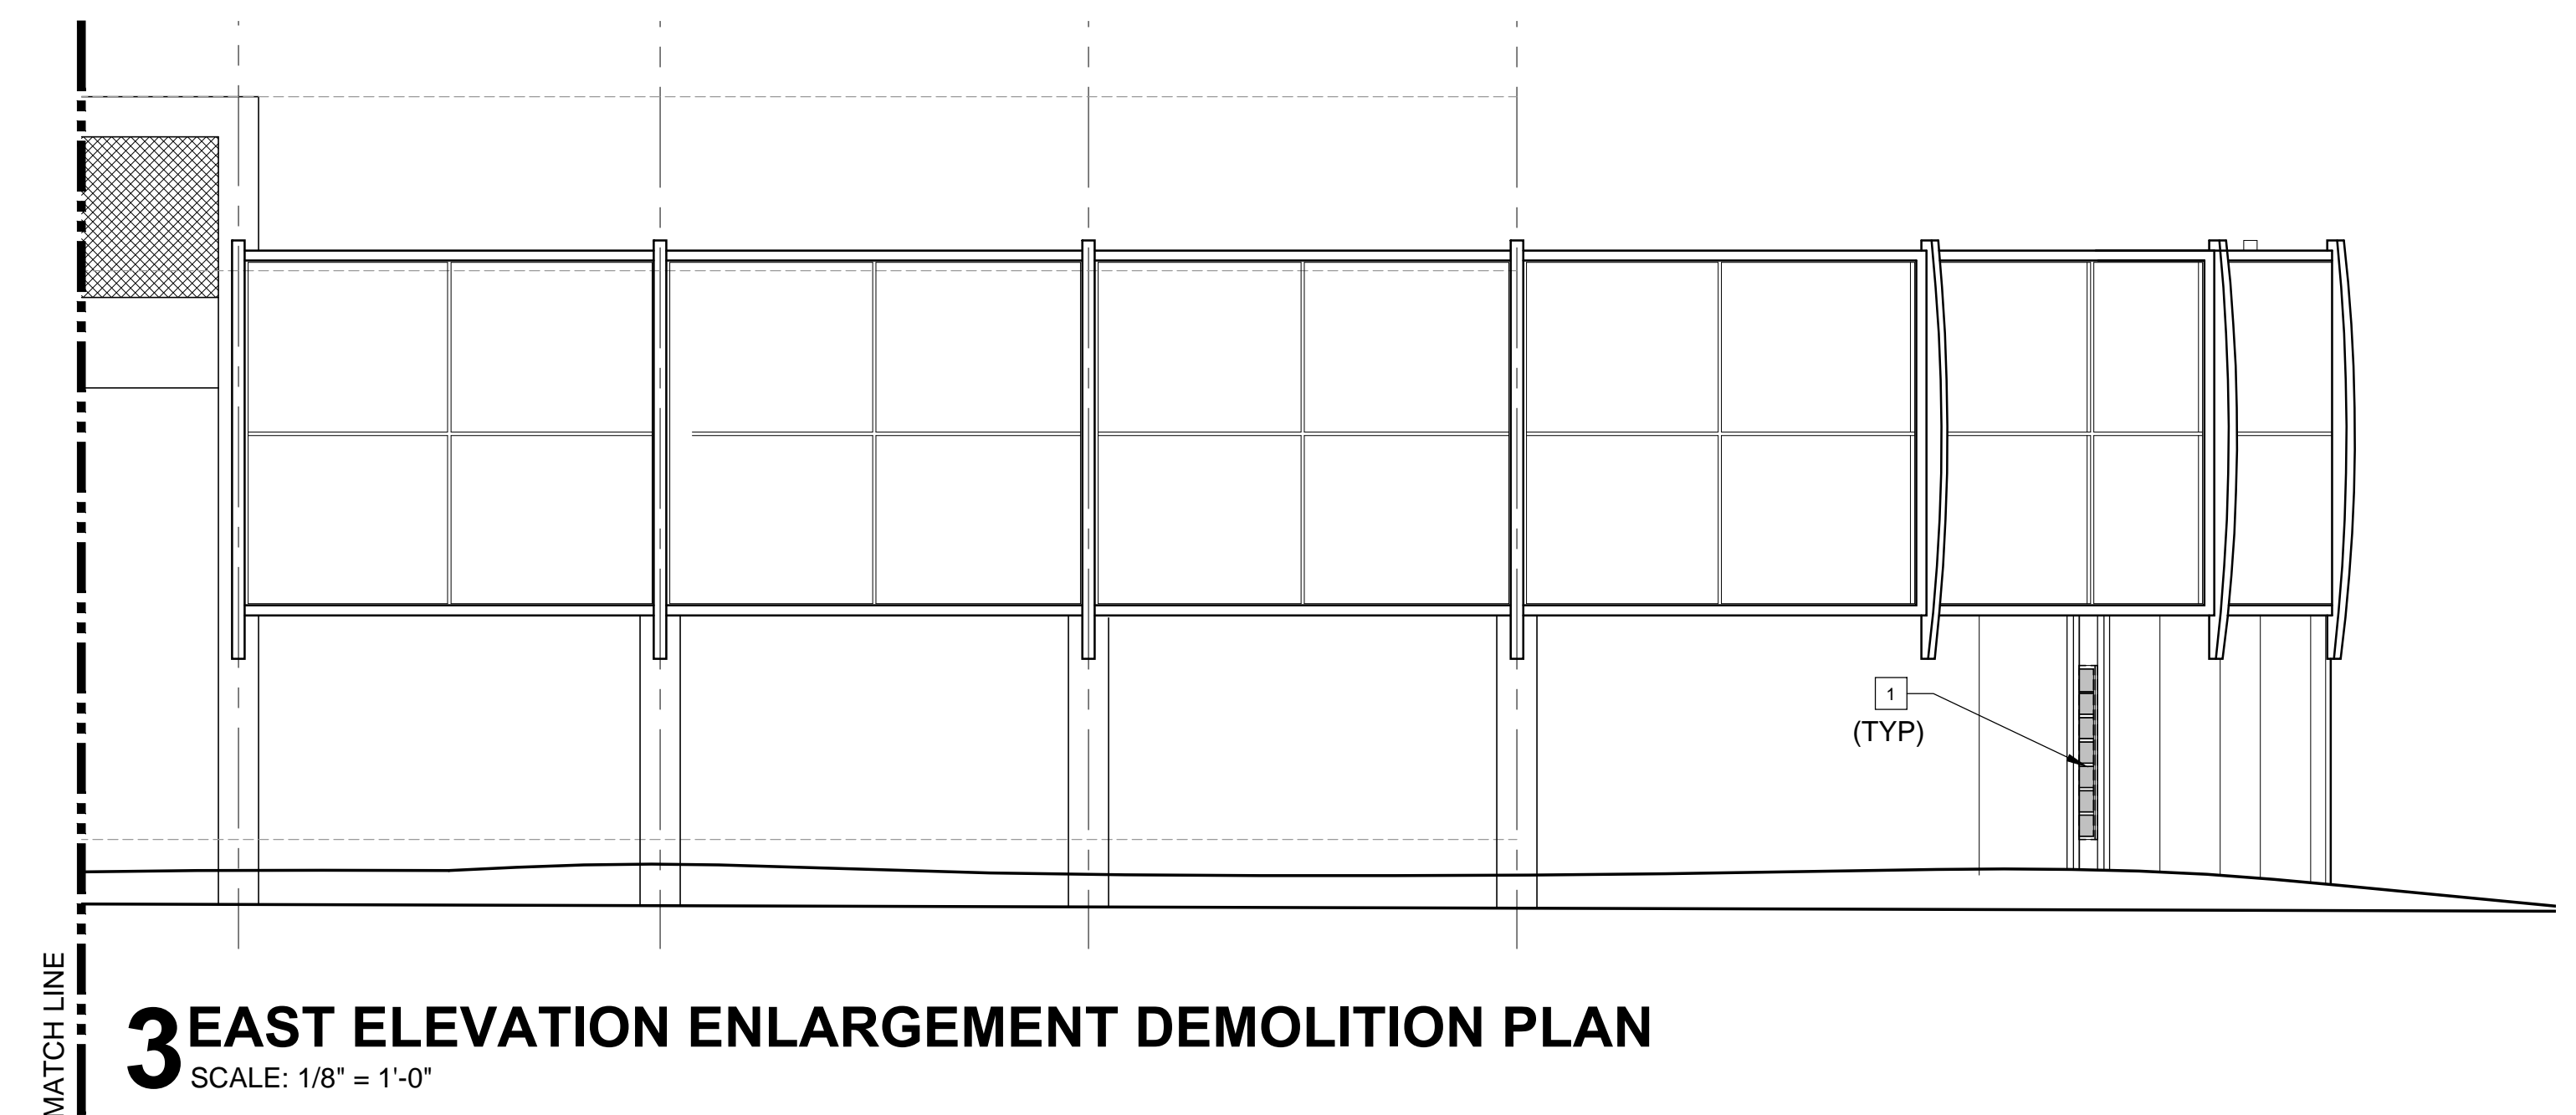 1
(TYP)
MATCH LINE
3 EAST ELEVATION ENLARGEMENT DEMOLITION PLAN
SCALE: 1/8" = 1'-0"